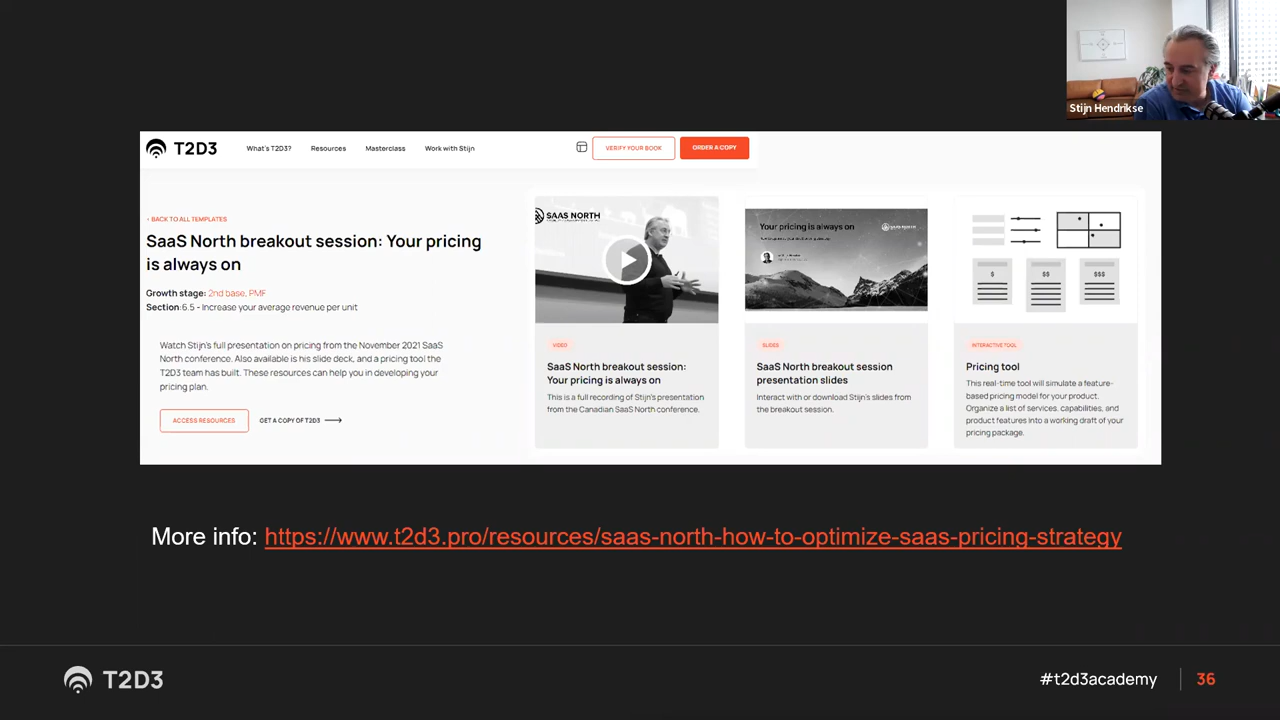 Stijn Hendrikse
T2D3
What's T2D3?
Resources
Masterclass
Work with Stijn
VERIFY YOUR BOOK
ORDER A COPY
< BACK TO ALL TEMPLATES
SaaS North breakout session: Your pricing
is always on
Growth stage: 2nd base, PMF
Section: 6.5 - Increase your average revenue per unit
Watch Stijn's full presentation on pricing from the November 2021 SaaS
North conference. Also available is his slide deck, and a pricing tool the
T2D3 team has built. These resources can help you in developing your
pricing plan.
ACCESS RESOURCES
GET A COPY OF T2D3
SAAS NORTH
VIDEO
SaaS North breakout session:
Your pricing is always on
This is a full recording of Stijn's presentation
from the Canadian SaaS North conference.
Your pricing is always on
SAAS NORTH
SLIDES
SaaS North breakout session
presentation slides
Interact with or download Stijn's slides from
the breakout session.
$
$$
$$$
INTERACTIVE TOOL
Pricing tool
This real-time tool will simulate a feature-
based pricing model for your product.
Organize a list of services, capabilities, and
product features into a working draft of your
pricing package.
More info: https://www.t2d3.pro/resources/saas-north-how-to-optimize-saas-pricing-strategy
T2D3
#t2d3academy
36